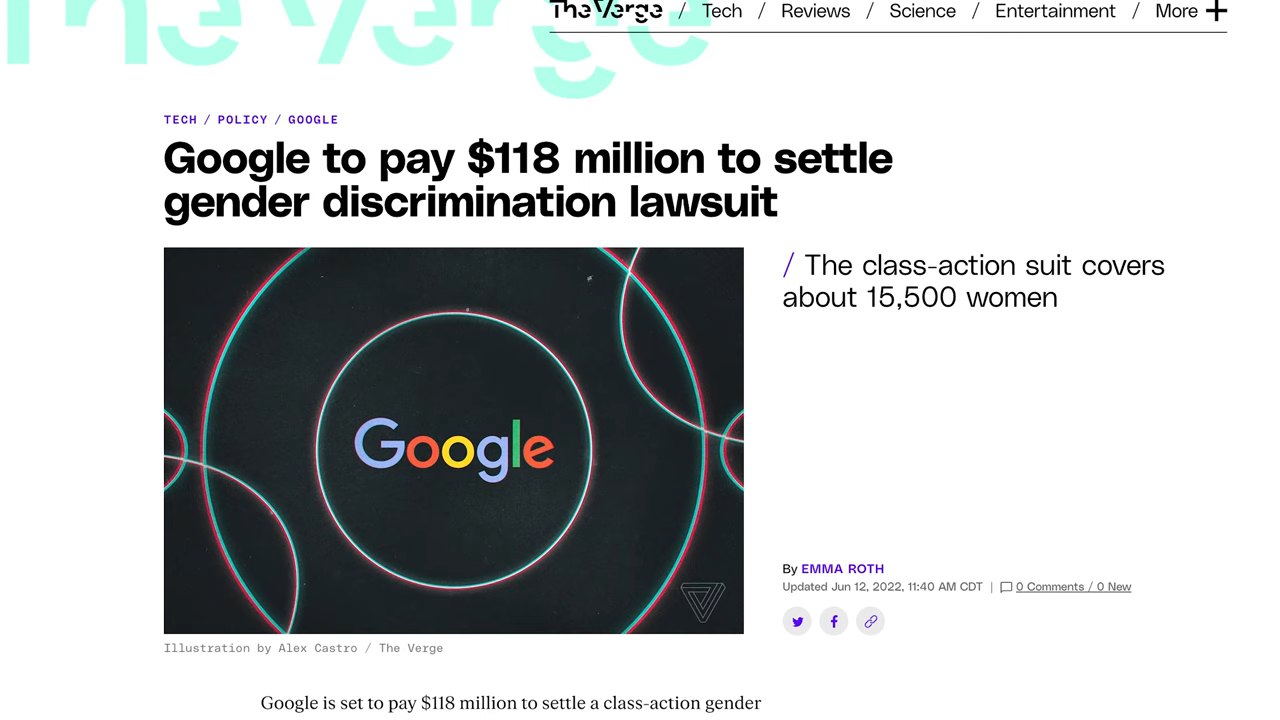 The Verge
The Verge / Tech / Reviews / Science / Entertainment / More
TECH / POLICY / GOOGLE
Google to pay $118 million to settle
gender discrimination lawsuit
Google
/ The class-action suit covers
about 15,500 women
By EMMA ROTH
Updated Jun 12, 2022, 11:40 AM CDT | 0 Comments / 0 New
Illustration by Alex Castro / The Verge
Google is set to pay $118 million to settle a class-action gender